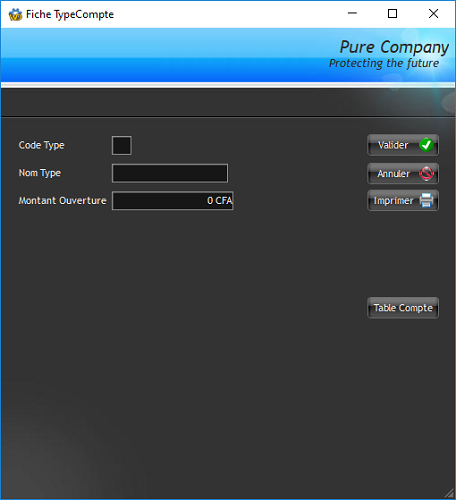 Fiche TypeCompte
Pure Company
Protecting the future
Code Type
Valider
Nom Type
Annuler
Montant Ouverture 0 CFA
Imprimer
Table Compte